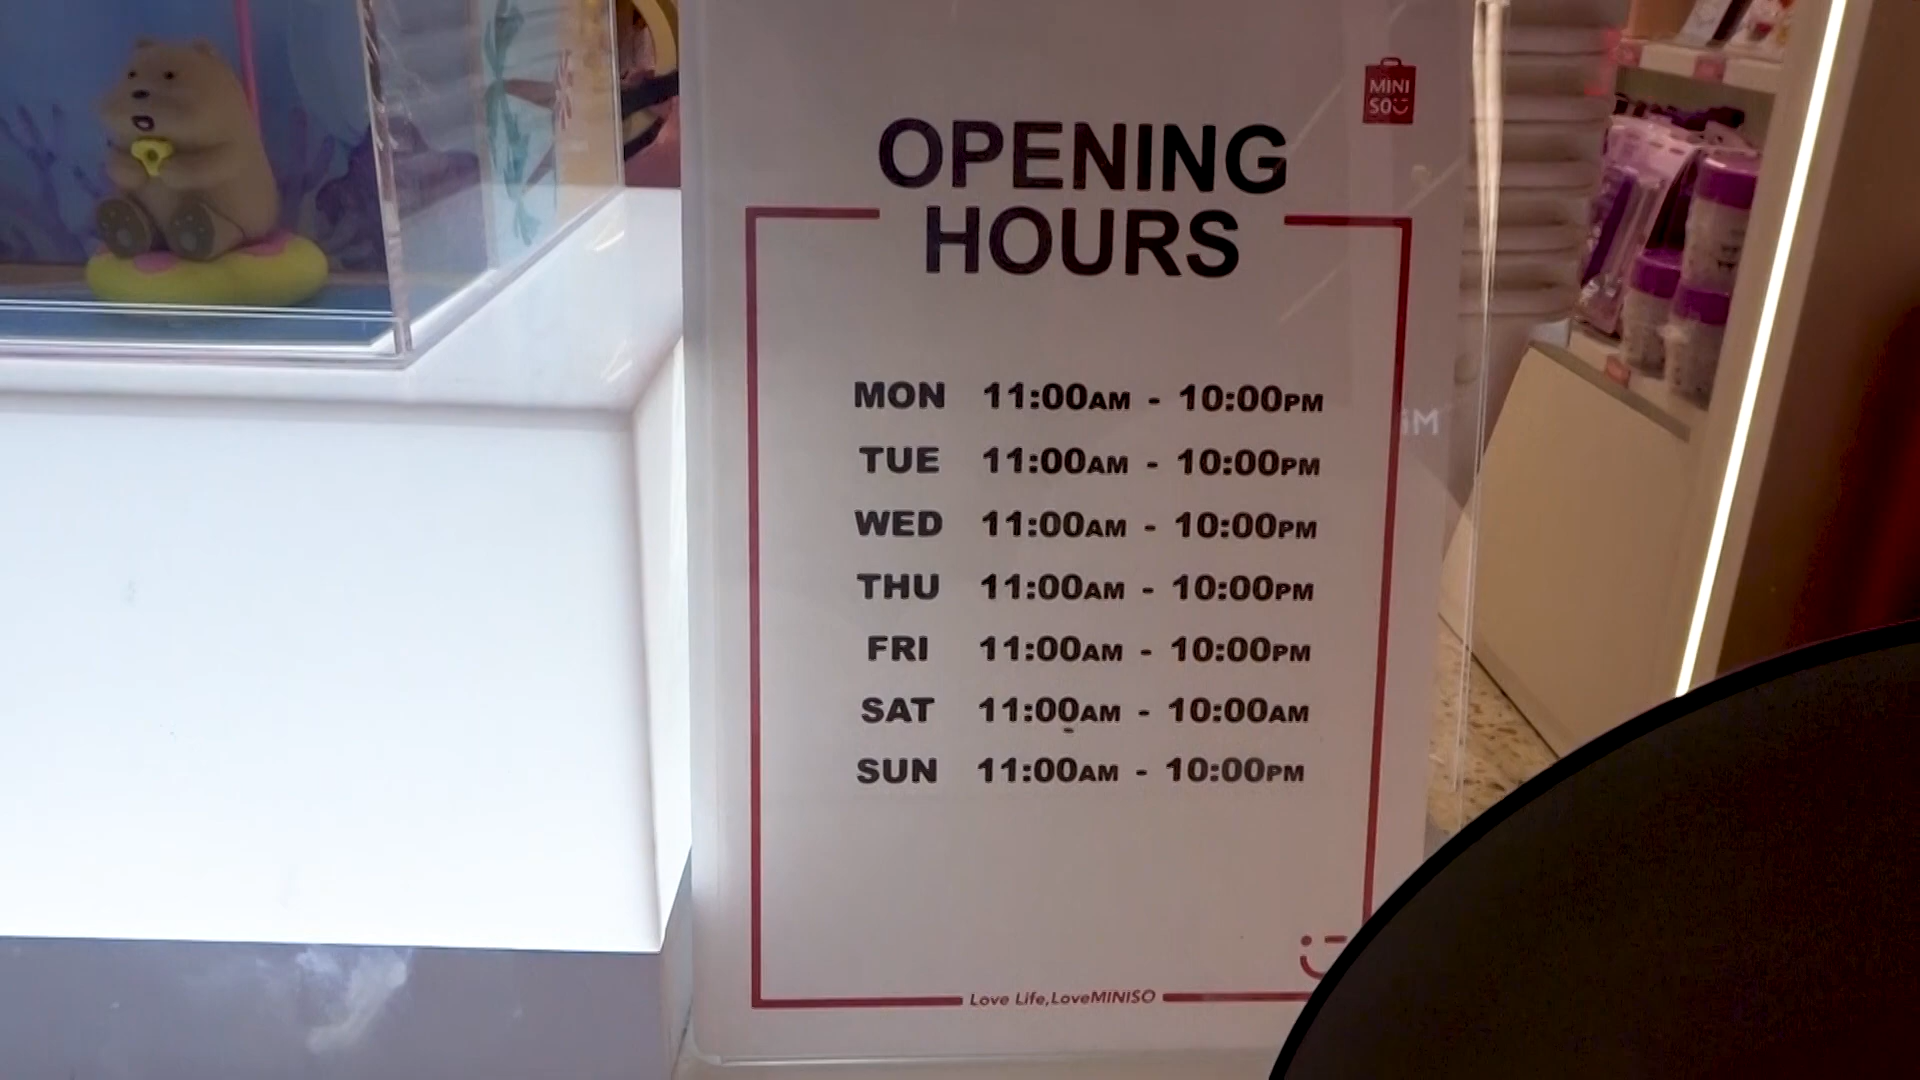 MINI
SO
OPENING
HOURS
MON 11:00AM - 10:00PM
TUE 11:00AM - 10:00PM
WED 11:00AM - 10:00PM
THU 11:00AM - 10:00PM
FRI 11:00AM - 10:00PM
SAT 11:00AM - 10:00AM
SUN 11:00AM - 10:00PM
Love Life,LoveMINISO